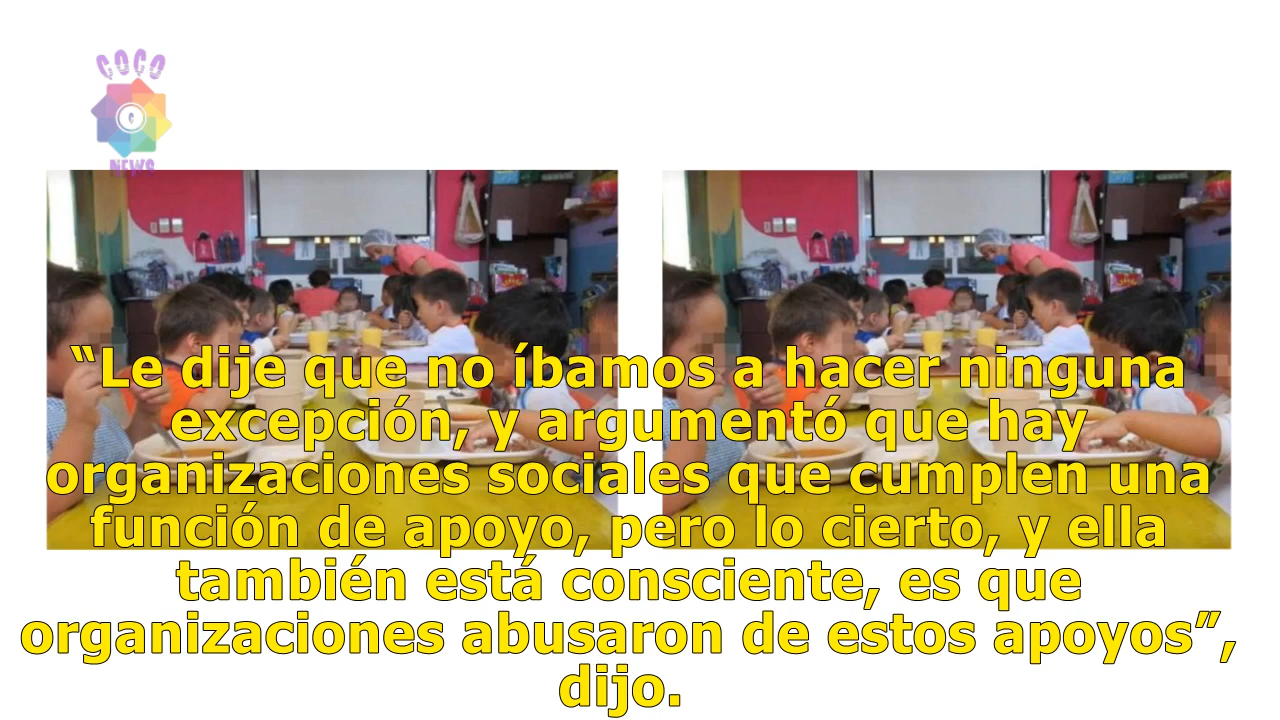 COCO
NEWS
“Le dije que no íbamos a hacer ninguna
excepción, y argumentó que hay
organizaciones sociales que cumplen una
función de apoyo, pero lo cierto, y ella
también está consciente, es que
organizaciones abusaron de estos apoyos”,
dijo.